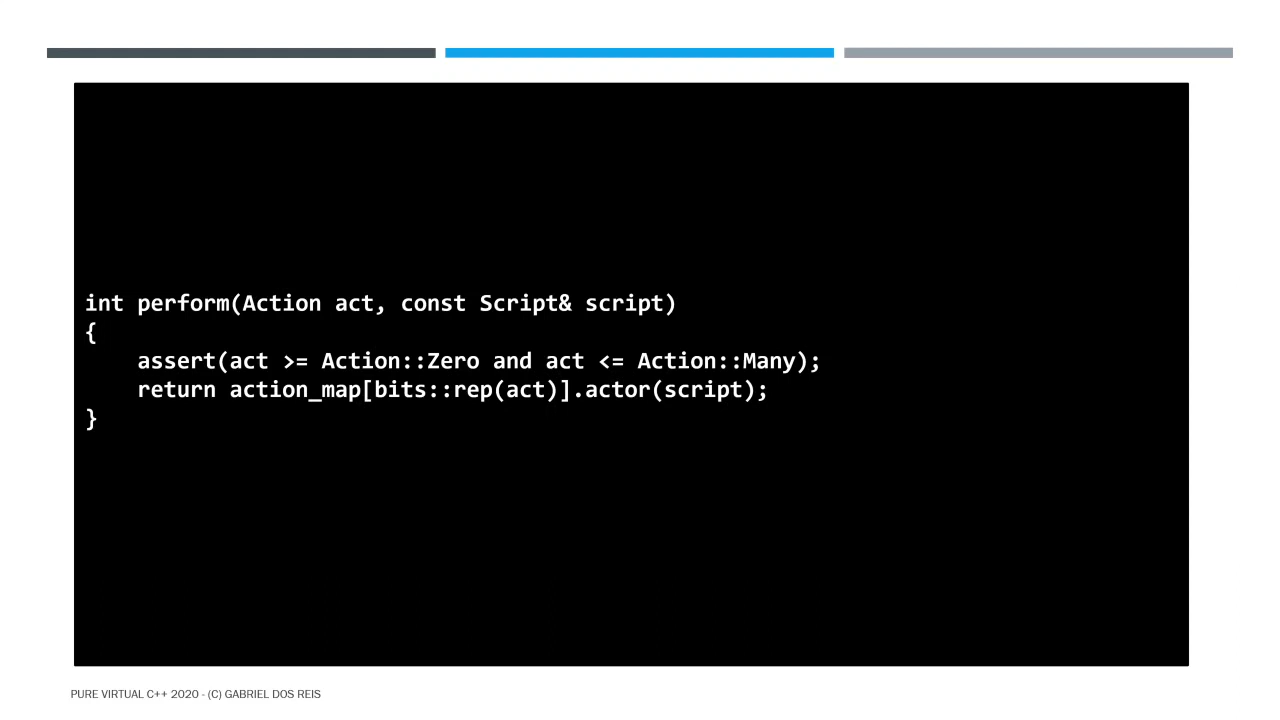 int perform(Action act, const Script& script)
{
    assert(act >= Action::Zero and act <= Action::Many);
    return action_map[bits::rep(act)].actor(script);
}
PURE VIRTUAL C++ 2020 - (C) GABRIEL DOS REIS